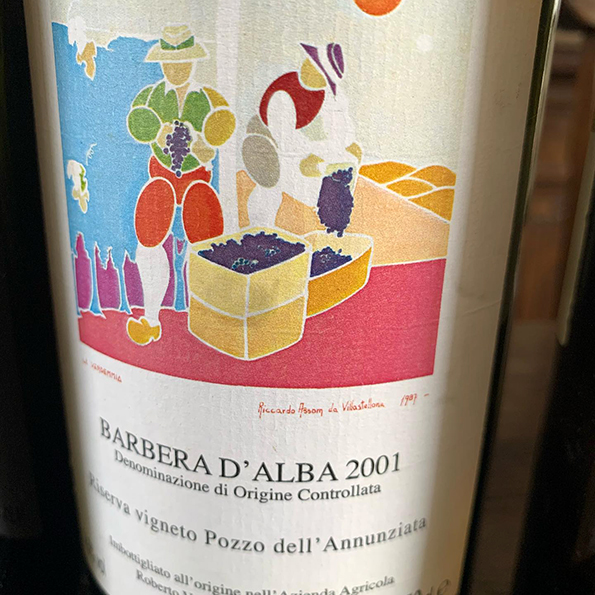 La Vendemmia
Riccardo Assom da Villastellone 1987
BARBERA D'ALBA 2001
Denominazione di Origine Controllata
Riserva vigneto Pozzo dell'Annunziata
Imbottigliato all'origine nell'Azienda Agricola
Roberto